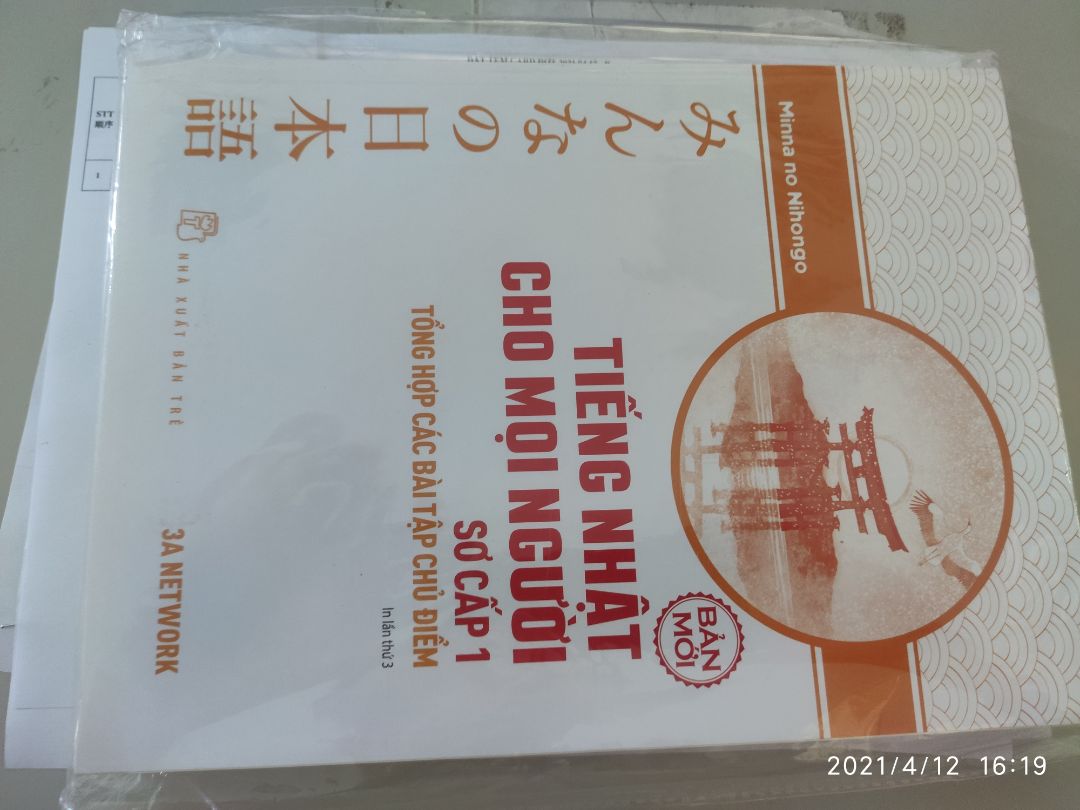 Minna no Nihongo
みんなの日本語
BẢN
MỚI
TIẾNG NHẬT
CHO MỌI NGƯỜI
SƠ CẤP 1
TỔNG HỢP CÁC BÀI TẬP CHỦ ĐIỂM
In lần thứ 3
NHÀ XUẤT BẢN TRẺ
3A NETWORK
STT
順序
1
2021/4/12 16:19